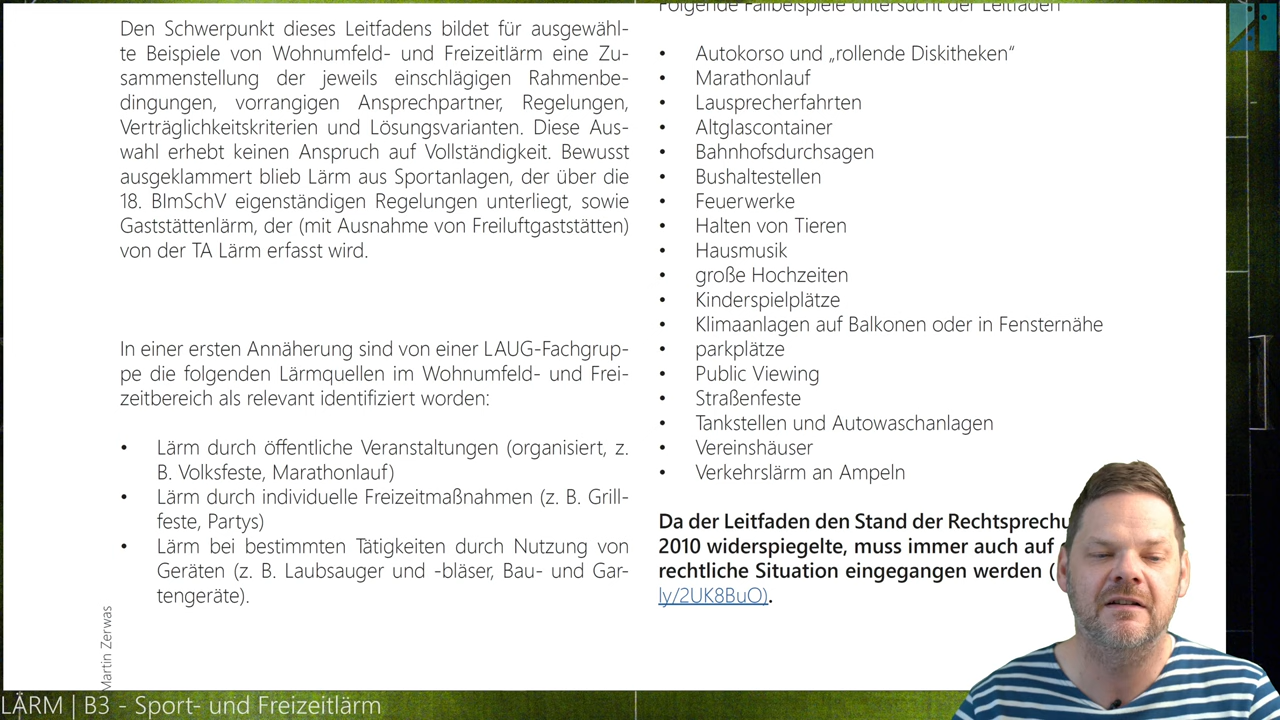 Den Schwerpunkt dieses Leitfadens bildet für ausgewähl-
te Beispiele von Wohnumfeld- und Freizeitlärm eine Zu-
sammenstellung der jeweils einschlägigen Rahmenbe-
dingungen, vorrangigen Ansprechpartner, Regelungen,
Verträglichkeitskriterien und Lösungsvarianten. Diese Aus-
wahl erhebt keinen Anspruch auf Vollständigkeit. Bewusst
ausgeklammert blieb Lärm aus Sportanlagen, der über die
18. BImSchV eigenständigen Regelungen unterliegt, sowie
Gaststättenlärm, der (mit Ausnahme von Freiluftgaststätten)
von der TA Lärm erfasst wird.
In einer ersten Annäherung sind von einer LAUG-Fachgrup-
pe die folgenden Lärmquellen im Wohnumfeld- und Frei-
zeitbereich als relevant identifiziert worden:
• Lärm durch öffentliche Veranstaltungen (organisiert, z.
B. Volksfeste, Marathonlauf)
• Lärm durch individuelle Freizeitmaßnahmen (z. B. Grill-
feste, Partys)
• Lärm bei bestimmten Tätigkeiten durch Nutzung von
Geräten (z. B. Laubsauger und -bläser, Bau- und Gar-
tengeräte).
Folgende Fallbeispiele untersucht der Leitfaden
• Autokorso und „rollende Diskitheken“
• Marathonlauf
• Lausprecherfahrten
• Altglascontainer
• Bahnhofsdurchsagen
• Bushaltestellen
• Feuerwerke
• Halten von Tieren
• Hausmusik
• große Hochzeiten
• Kinderspielplätze
• Klimaanlagen auf Balkonen oder in Fensternähe
• parkplätze
• Public Viewing
• Straßenfeste
• Tankstellen und Autowaschanlagen
• Vereinshäuser
• Verkehrslärm an Ampeln
Da der Leitfaden den Stand der Rechtsprechu
2010 widerspiegelte, muss immer auch auf
rechtliche Situation eingegangen werden (
ly/2UK8BuO).
Martin Zerwas
LÄRM | B3 - Sport- und Freizeitlärm